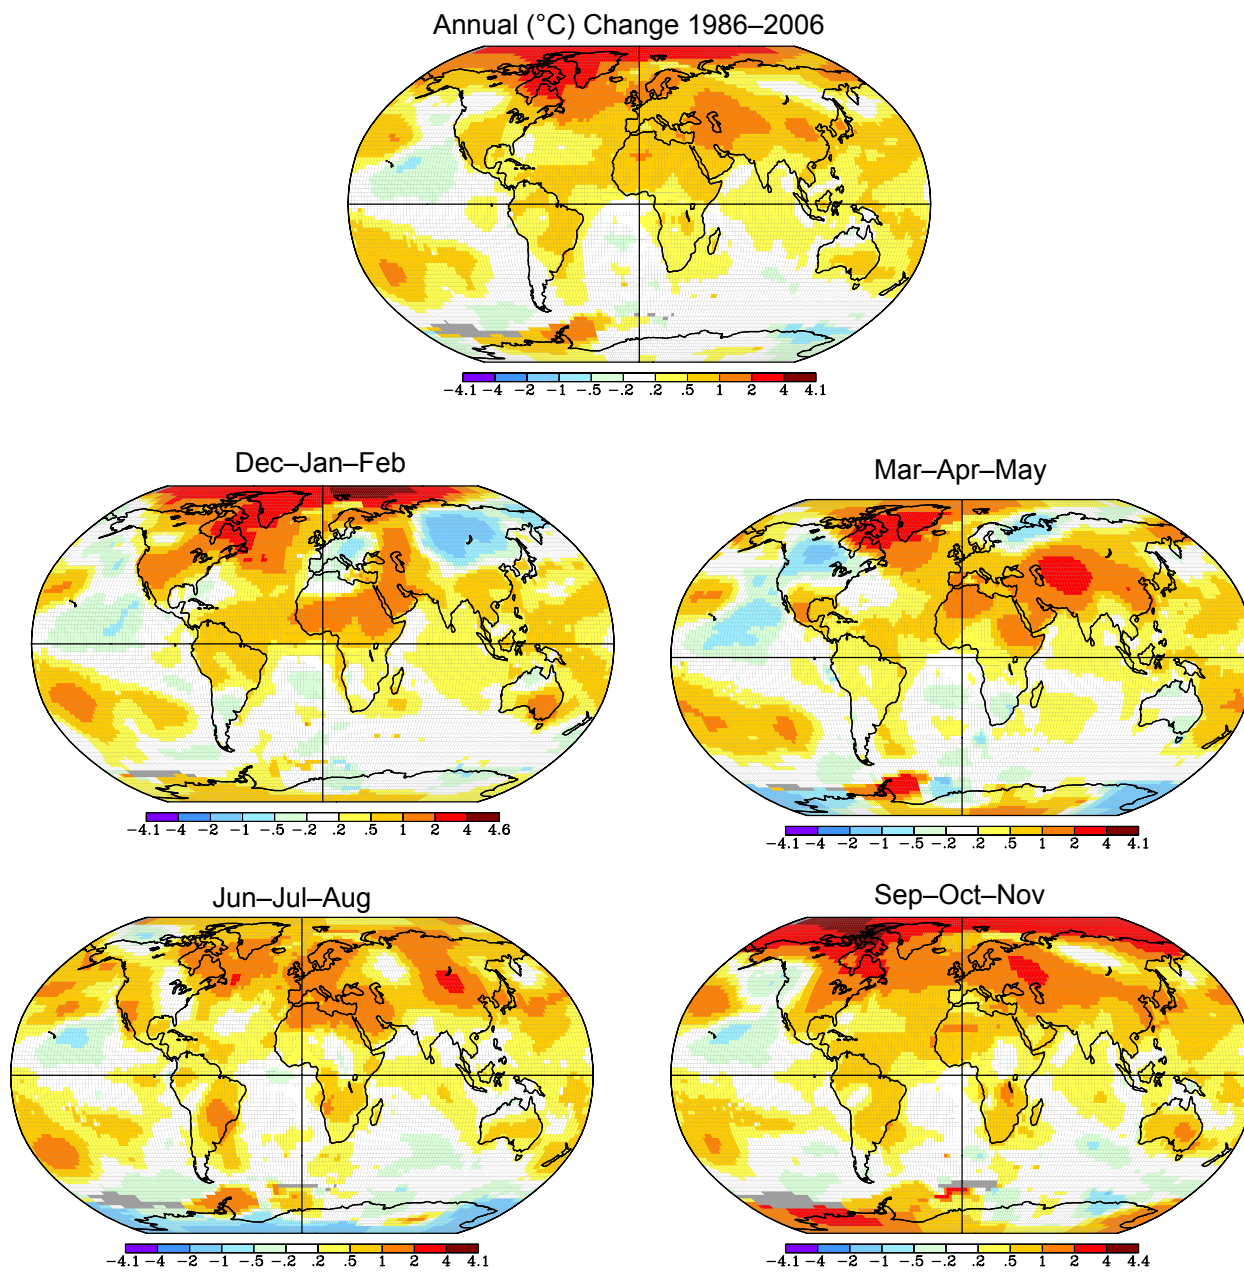 Annual (°C) Change 1986–2006
-4.1 -4 -2 -1 -.5 -.2 .2 .5 1 2 4 4.1
Dec–Jan–Feb
-4.1 -4 -2 -1 -.5 -.2 .2 .5 1 2 4 4.6
Mar–Apr–May
-4.1 -4 -2 -1 -.5 -.2 .2 .5 1 2 4 4.1
Jun–Jul–Aug
-4.1 -4 -2 -1 -.5 -.2 .2 .5 1 2 4 4.1
Sep–Oct–Nov
-4.1 -4 -2 -1 -.5 -.2 .2 .5 1 2 4 4.4